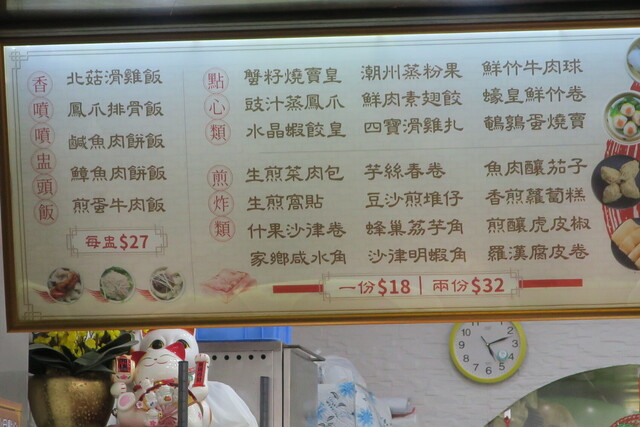 香噴噴盅頭飯
北菇滑雞飯
鳳爪排骨飯
鹹魚肉餅飯
鱆魚肉餅飯
煎蛋牛肉飯
每盅$27
點心類
蟹籽燒賣皇 潮州蒸粉果 鮮竹牛肉球
豉汁蒸鳳爪 鮮肉素翅餃 蠔皇鮮竹卷
水晶蝦餃皇 四寶滑雞扎 鵪鶉蛋燒賣
煎炸類
生煎菜肉包 芋絲春卷 魚肉釀茄子
生煎窩貼 豆沙煎堆仔 香煎蘿蔔糕
什果沙律卷 蜂巢荔芋角 煎釀虎皮椒
家鄉咸水角 沙律明蝦角 羅漢腐皮卷
一份$18 | 兩份$32